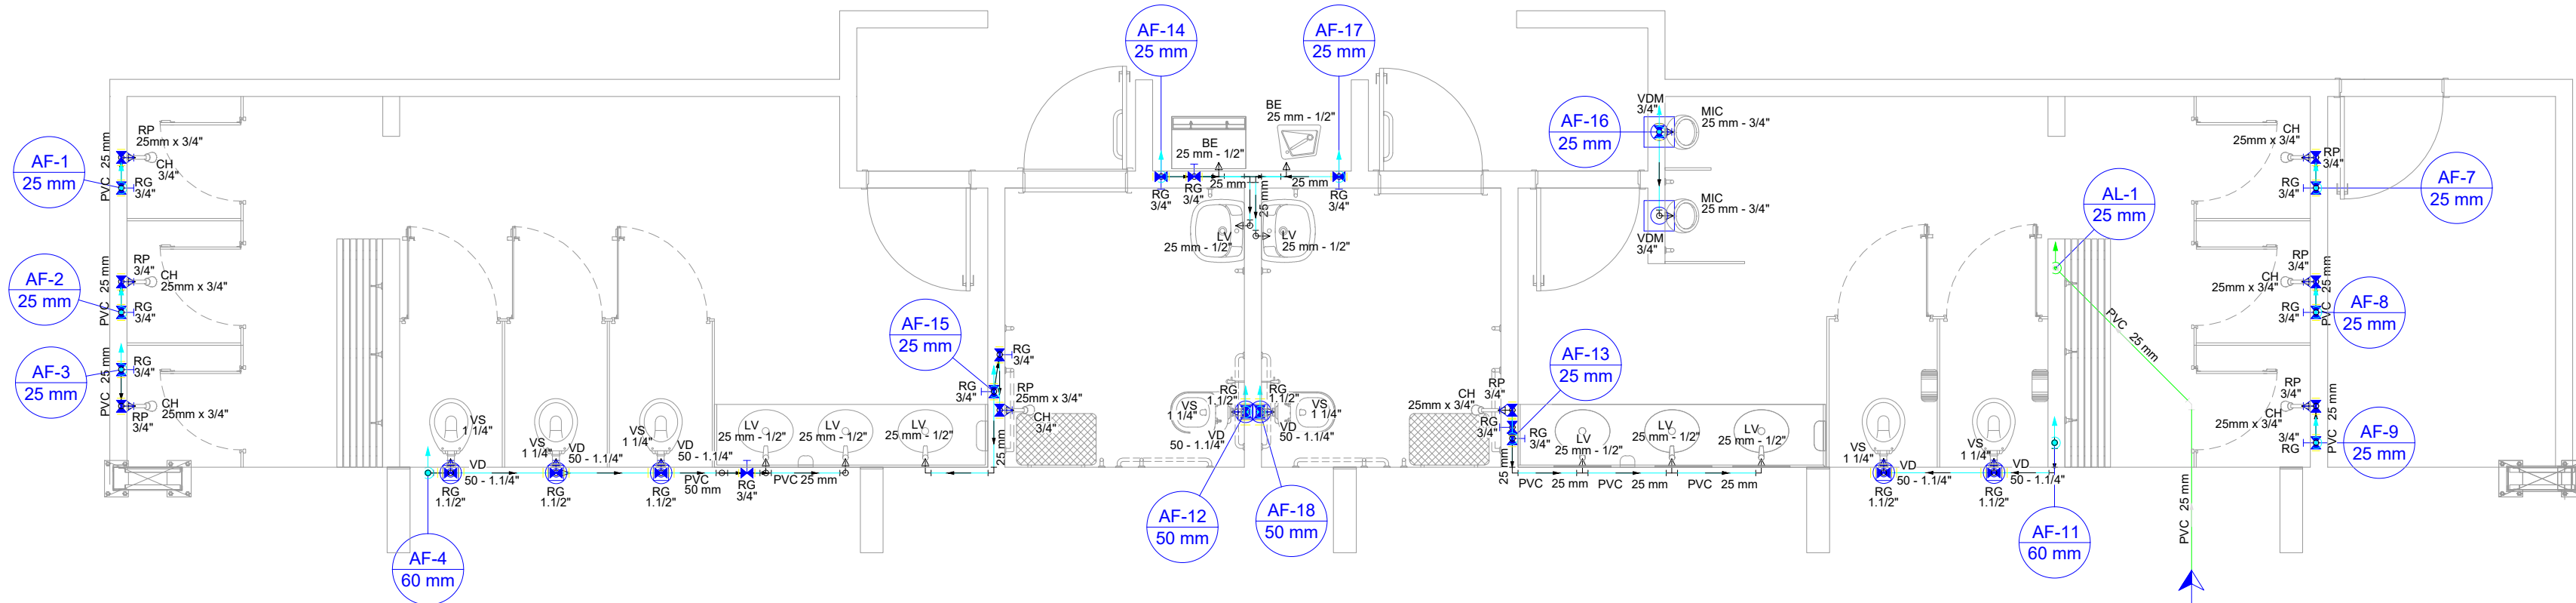 AF-14
25 mm
AF-17
25 mm
AF-1
25 mm
PVC 25 mm
RP
25mm x 3/4"
CH
3/4"
RG
3/4"
AF-2
25 mm
PVC 25 mm
RP
3/4"
CH
25mm x 3/4"
RG
3/4"
AF-3
25 mm
PVC 25 mm
RG
3/4"
CH
25mm x 3/4"
RP
3/4"
AF-4
60 mm
VS
1 1/4"
VD
50 - 1.1/4"
RG
1.1/2"
VS
1 1/4"
VD
50 - 1.1/4"
RG
1.1/2"
VS
1 1/4"
VD
50 - 1.1/4"
RG
1.1/2"
PVC
50 mm
RG
3/4"
PVC 25 mm
LV
25 mm - 1/2"
LV
25 mm - 1/2"
LV
25 mm - 1/2"
25 mm
AF-15
25 mm
RG
3/4"
RG
3/4"
RP
25mm x 3/4"
CH
3/4"
BE
25 mm - 1/2"
BE
25 mm - 1/2"
RG
3/4"
RG
3/4"
25 mm
25 mm
25 mm
RG
3/4"
LV
25 mm - 1/2"
LV
25 mm - 1/2"
RG
1.1/2"
RG
1.1/2"
VS
1 1/4"
VS
1 1/4"
VD
50 - 1.1/4"
VD
50 - 1.1/4"
AF-12
50 mm
AF-18
50 mm
AF-16
25 mm
VDM
3/4"
MIC
25 mm - 3/4"
MIC
25 mm - 3/4"
VDM
3/4"
AF-13
25 mm
RP
3/4"
CH
25mm x 3/4"
RG
3/4"
RG
3/4"
25 mm
LV
25 mm - 1/2"
LV
25 mm - 1/2"
LV
25 mm - 1/2"
PVC 25 mm
PVC 25 mm
PVC 25 mm
VS
1 1/4"
VD
50 - 1.1/4"
RG
1.1/2"
VS
1 1/4"
VD
50 - 1.1/4"
RG
1.1/2"
AF-11
60 mm
AL-1
25 mm
PVC 25 mm
PVC 25 mm
CH
25mm x 3/4"
RP
3/4"
RG
3/4"
AF-7
25 mm
RP
3/4"
CH
25mm x 3/4"
RG
3/4"
PVC 25 mm
AF-8
25 mm
RP
3/4"
CH
25mm x 3/4"
3/4"
RG
PVC 25 mm
AF-9
25 mm